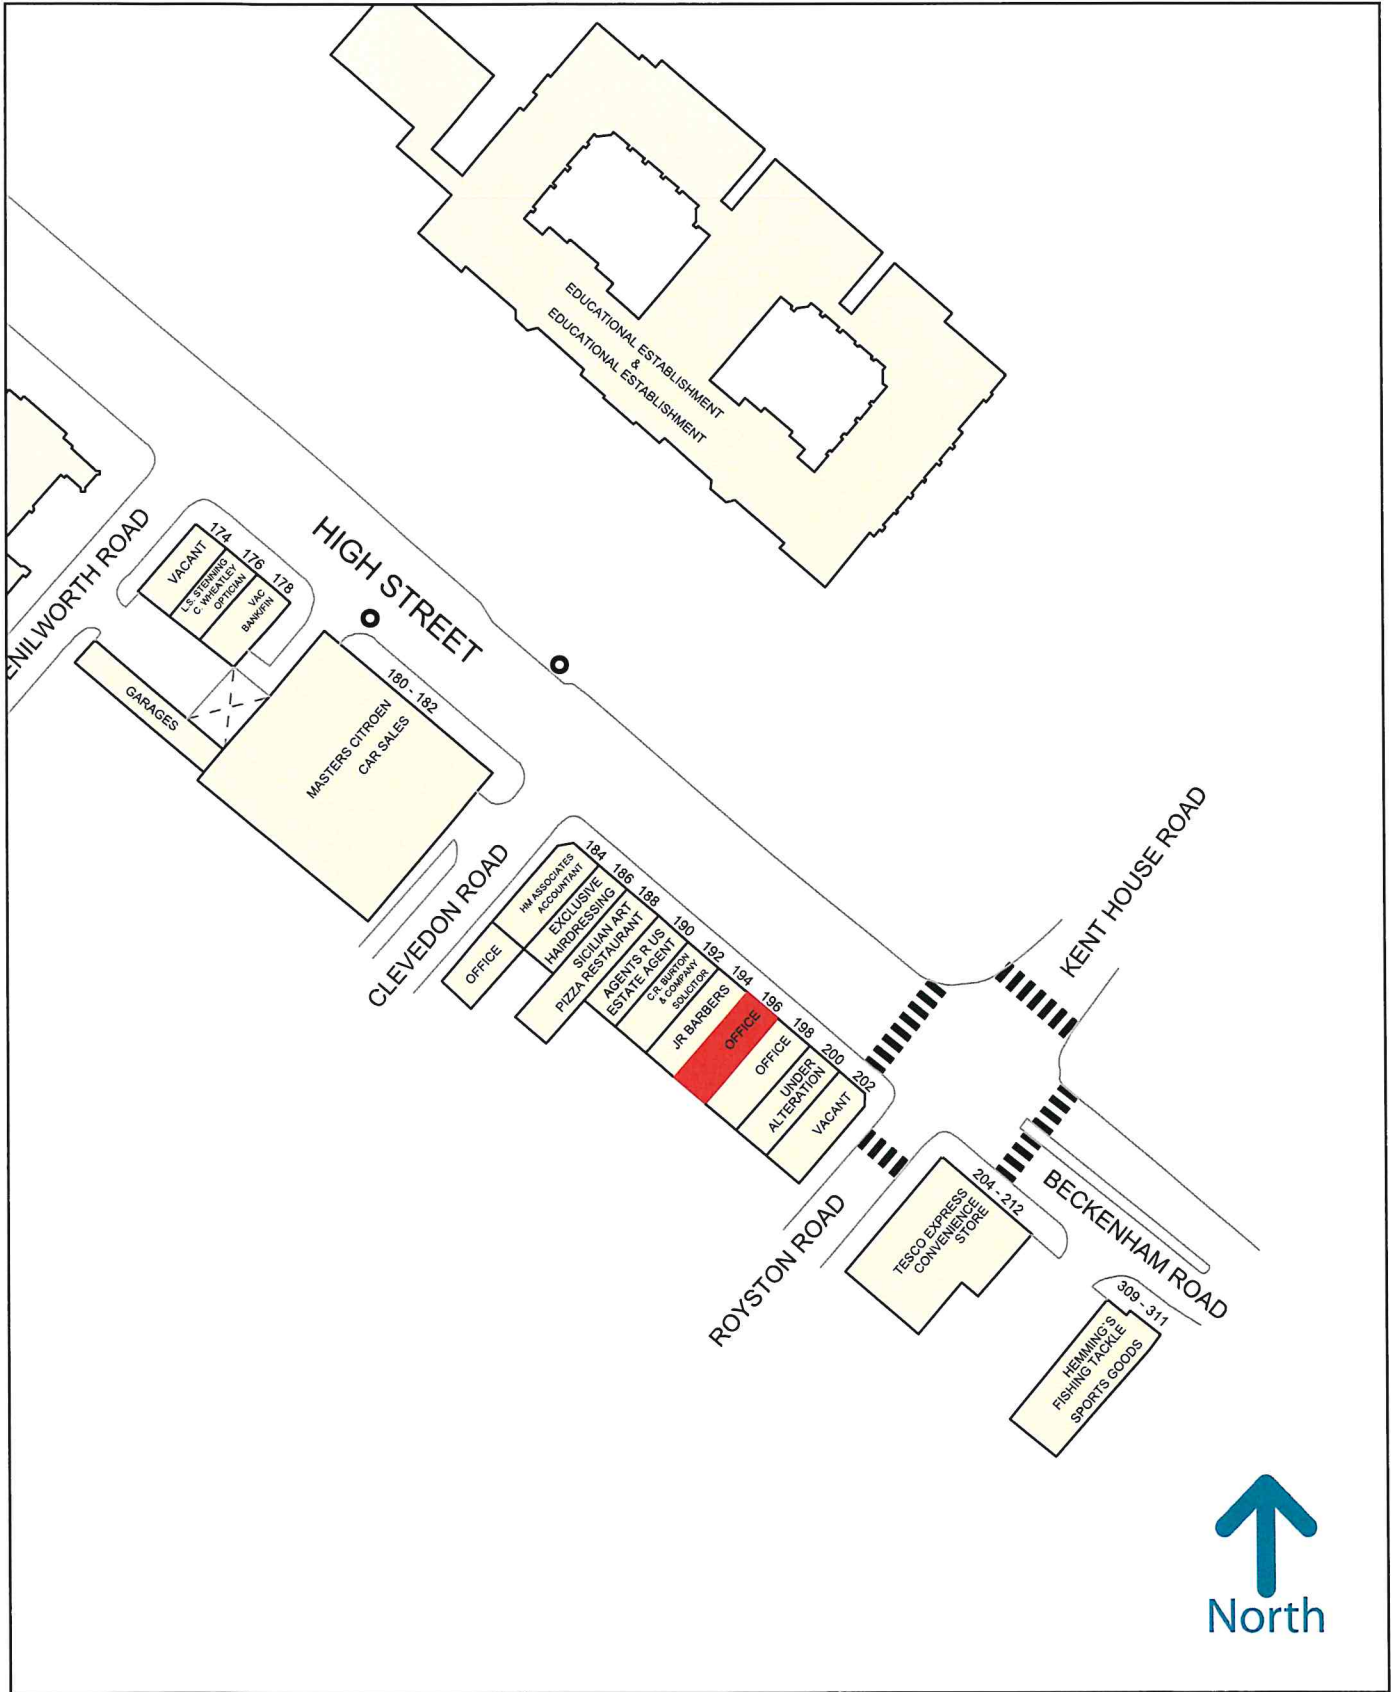 EDUCATIONAL ESTABLISHMENT
&
EDUCATIONAL ESTABLISHMENT
HIGH STREET
ENILWORTH ROAD
174
176
178
VACANT
L.S. STENNING
C. WHEATLEY
OPTICIAN
VAC
BANK/FIN
GARAGES
180 - 182
MASTERS CITROEN
CAR SALES
CLEVEDON ROAD
184
186
188
190
192
194
196
198
200
202
HM ASSOCIATES
ACCOUNTANT
OFFICE
EXCLUSIVE
HAIRDRESSING
SICILIAN ART
PIZZA RESTAURANT
AGENTS R US
ESTATE AGENT
C.R. BURTON
& COMPANY
SOLICITOR
JR BARBERS
OFFICE
OFFICE
UNDER
ALTERATION
VACANT
KENT HOUSE ROAD
ROYSTON ROAD
204 - 212
TESCO EXPRESS
CONVENIENCE
STORE
BECKENHAM ROAD
309 - 311
HEMMING'S
FISHING TACKLE
SPORTS GOODS
North